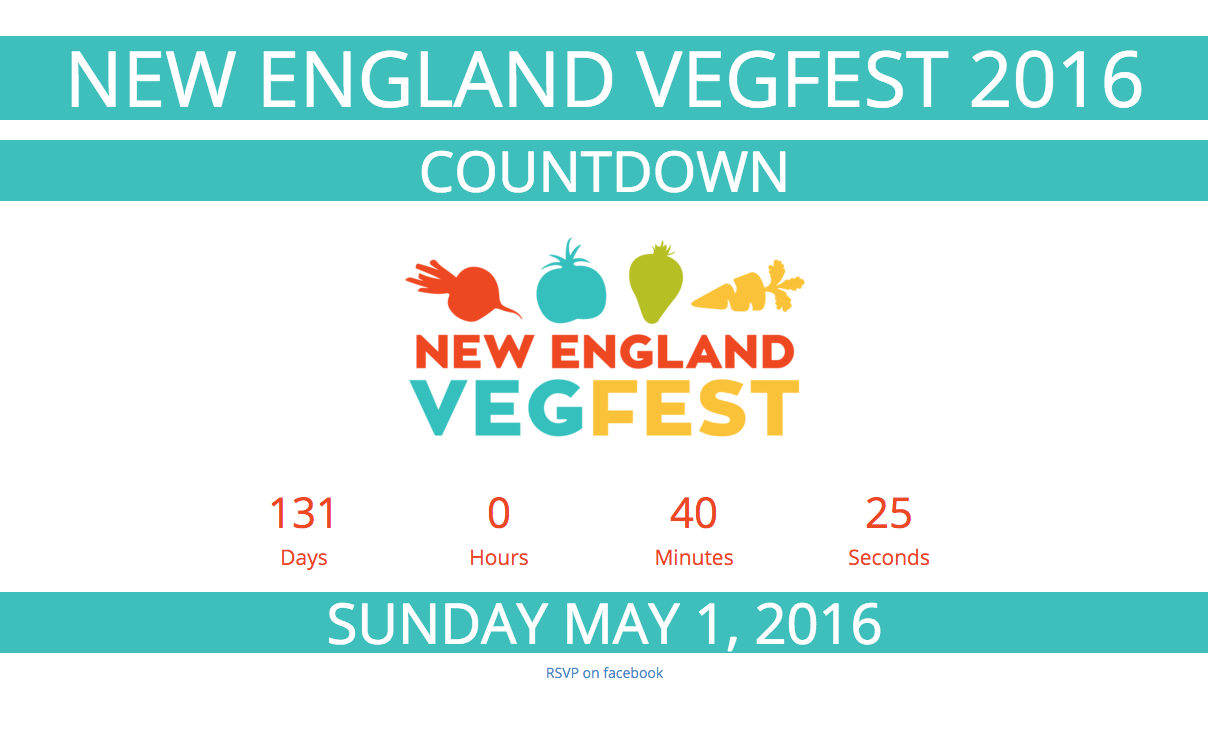 NEW ENGLAND VEGFEST 2016
COUNTDOWN
NEW ENGLAND
VEGFEST
131 0 40 25
Days Hours Minutes Seconds
SUNDAY MAY 1, 2016
RSVP on facebook